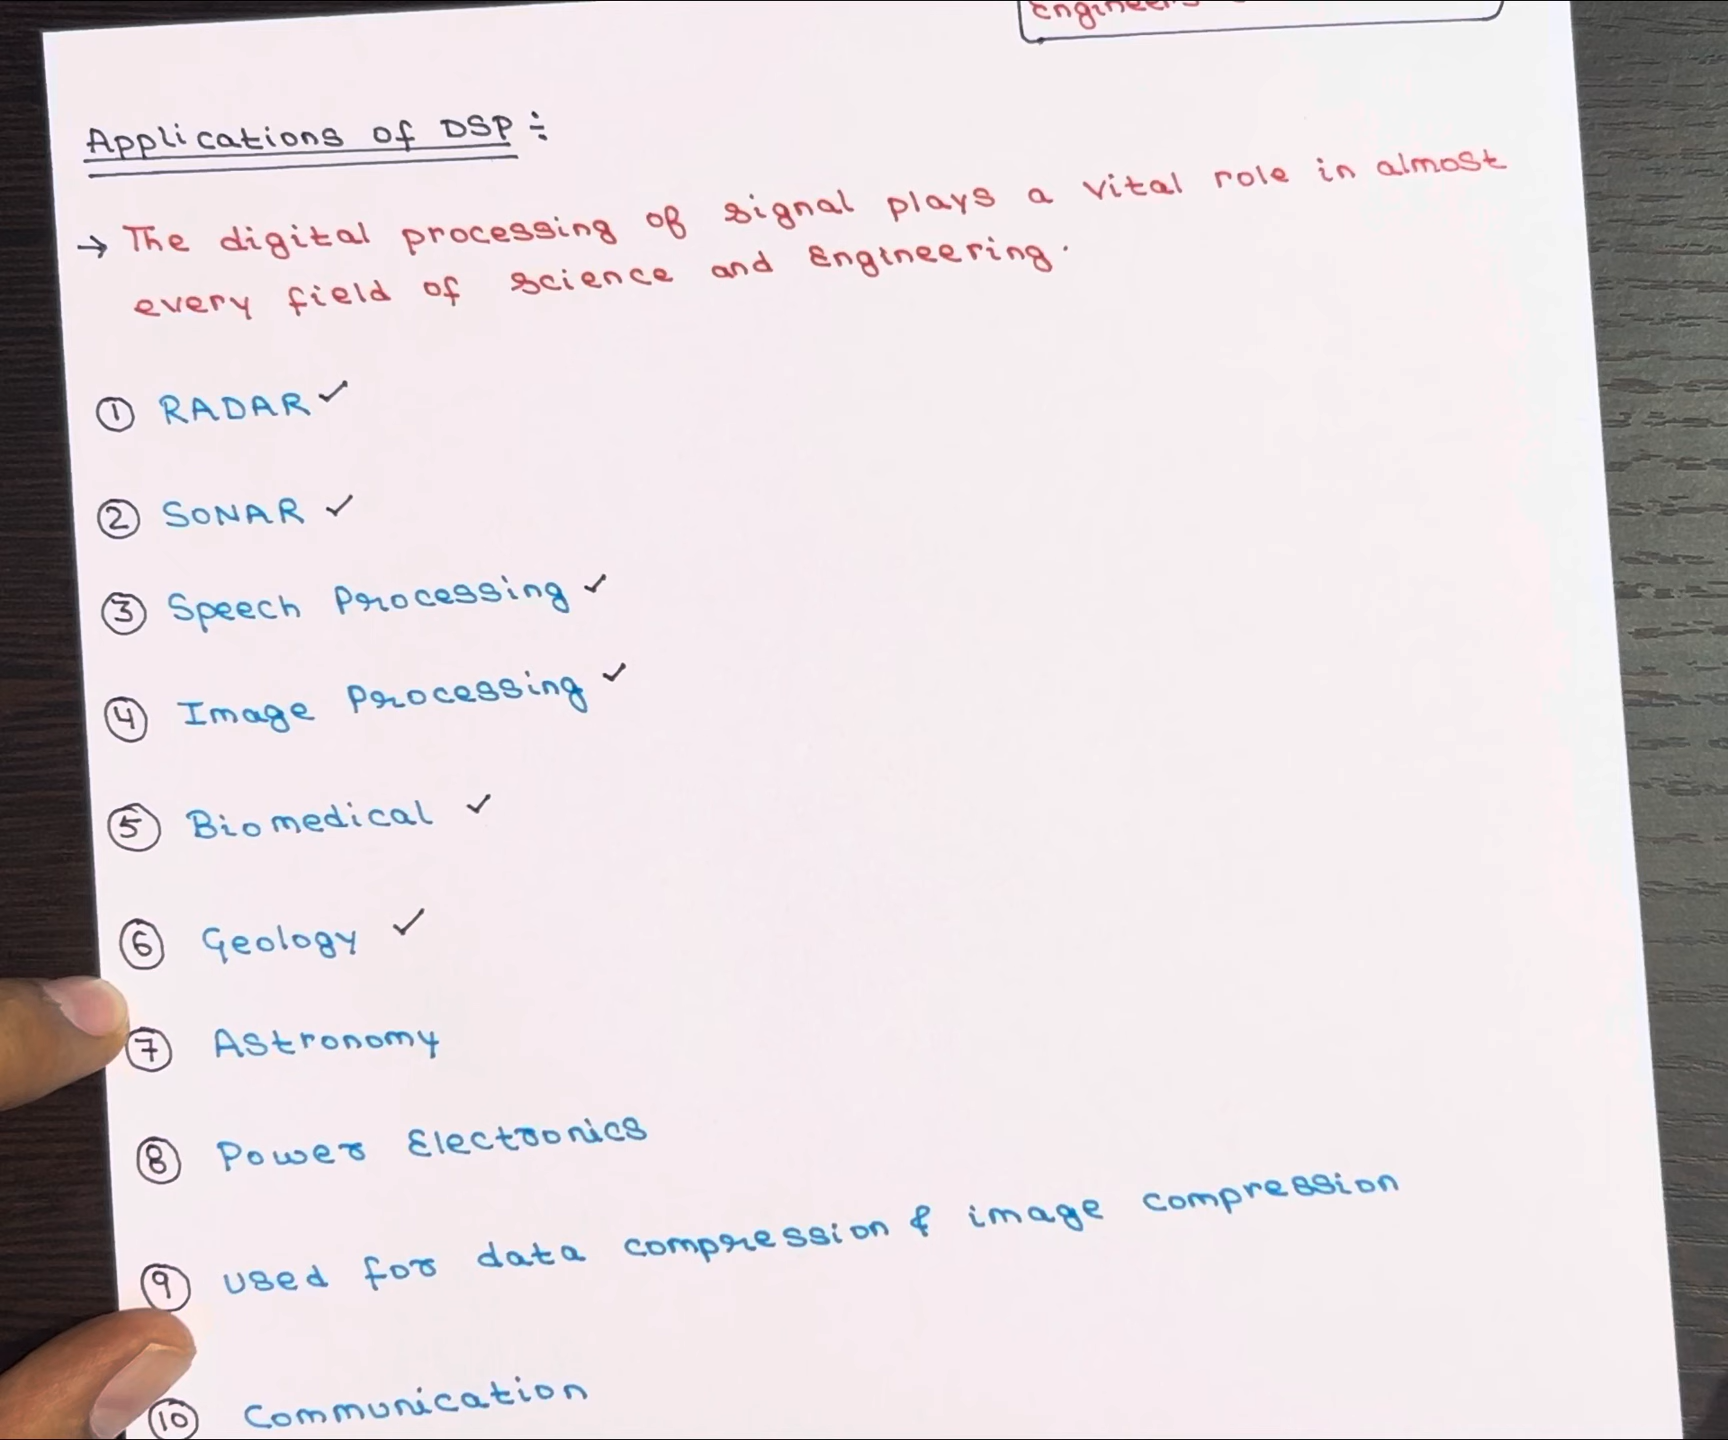 Engineer
Applications of DSP :
→ The digital processing of signal plays a vital role in almost
every field of science and Engineering.
① RADAR ✓
② SONAR ✓
③ Speech Processing ✓
④ Image Processing ✓
⑤ Biomedical ✓
⑥ Geology ✓
⑦ Astronomy
⑧ Power Electronics
⑨ used for data compression & image compression
⑩ Communication